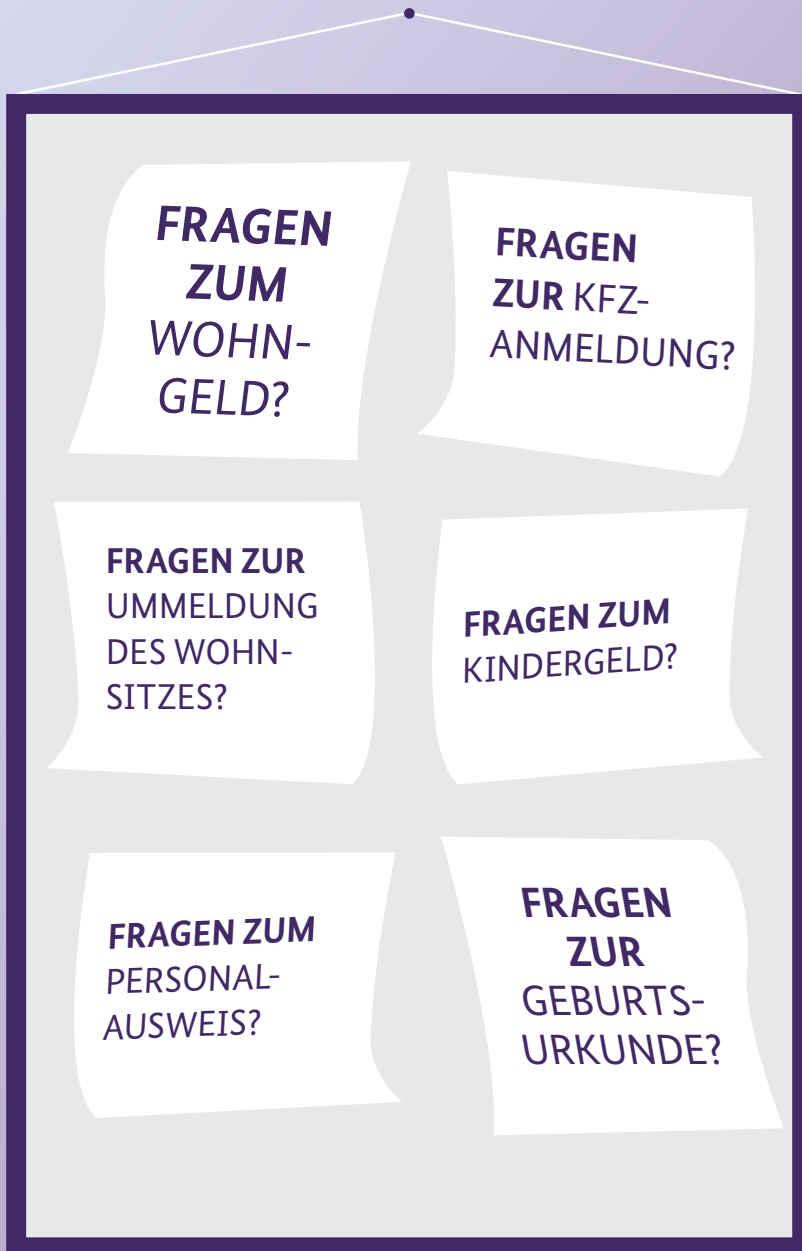 FRAGEN
ZUM
WOHN-
GELD?
FRAGEN
ZUR KFZ-
ANMELDUNG?
FRAGEN ZUR
UMMELDUNG
DES WOHN-
SITZES?
FRAGEN ZUM
KINDERGELD?
FRAGEN ZUM
PERSONAL-
AUSWEIS?
FRAGEN
ZUR
GEBURTS-
URKUNDE?